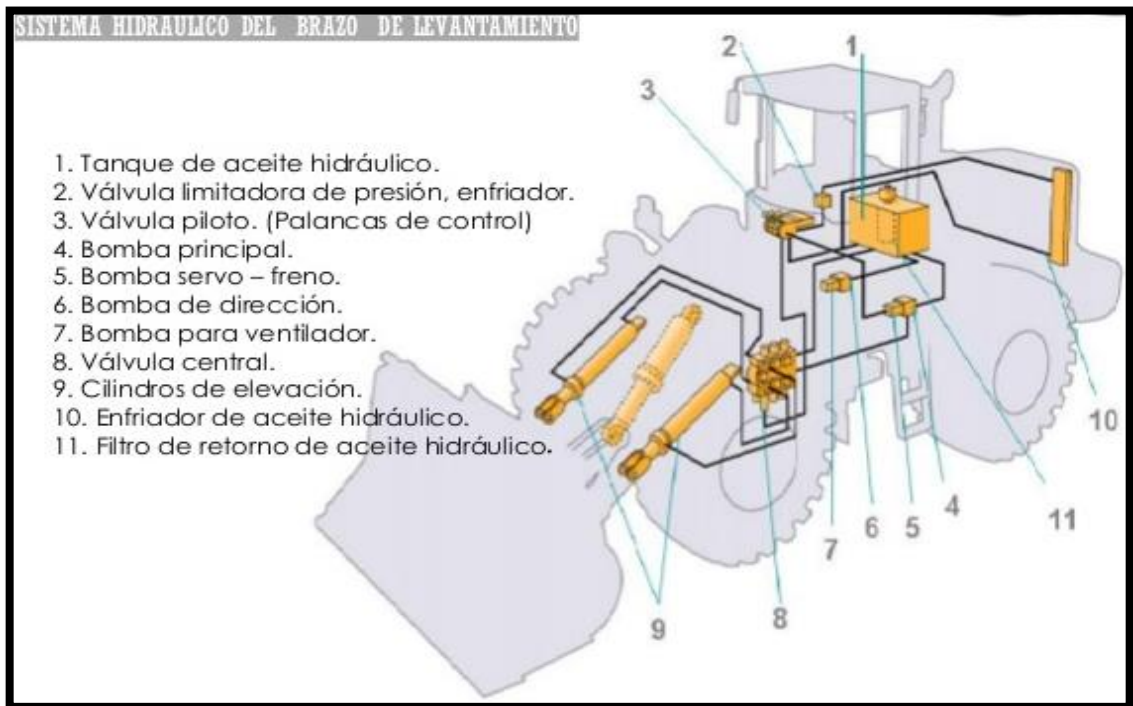 SISTEMA HIDRAULICO DEL BRAZO DE LEVANTAMIENTO
1. Tanque de aceite hidráulico.
2. Válvula limitadora de presión, enfriador.
3. Válvula piloto. (Palancas de control)
4. Bomba principal.
5. Bomba servo – freno.
6. Bomba de dirección.
7. Bomba para ventilador.
8. Válvula central.
9. Cilindros de elevación.
10. Enfriador de aceite hidráulico.
11. Filtro de retorno de aceite hidráulico.
2
1
3
10
4
11
6
5
7
8
9